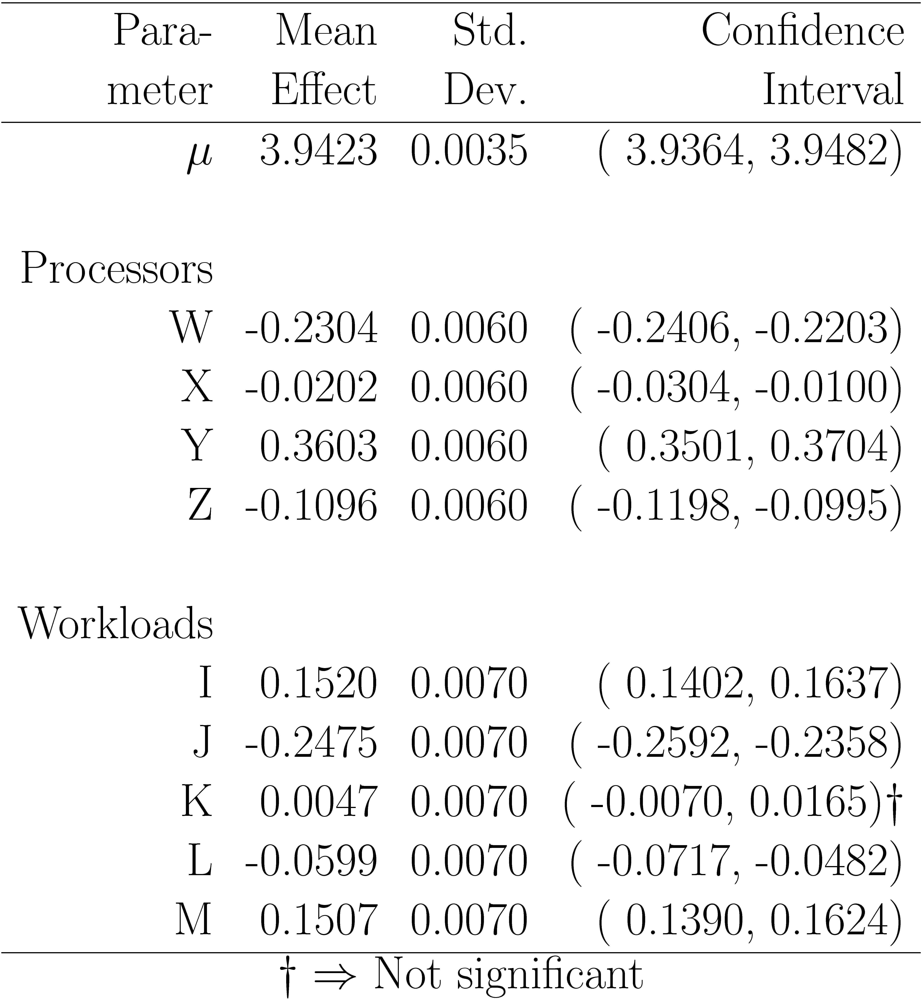 Para- Mean Std. Confidence
meter Effect Dev. Interval
μ 3.9423 0.0035 ( 3.9364, 3.9482)
Processors
W -0.2304 0.0060 ( -0.2406, -0.2203)
X -0.0202 0.0060 ( -0.0304, -0.0100)
Y 0.3603 0.0060 ( 0.3501, 0.3704)
Z -0.1096 0.0060 ( -0.1198, -0.0995)
Workloads
I 0.1520 0.0070 ( 0.1402, 0.1637)
J -0.2475 0.0070 ( -0.2592, -0.2358)
K 0.0047 0.0070 ( -0.0070, 0.0165)†
L -0.0599 0.0070 ( -0.0717, -0.0482)
M 0.1507 0.0070 ( 0.1390, 0.1624)
† ⇒ Not significant